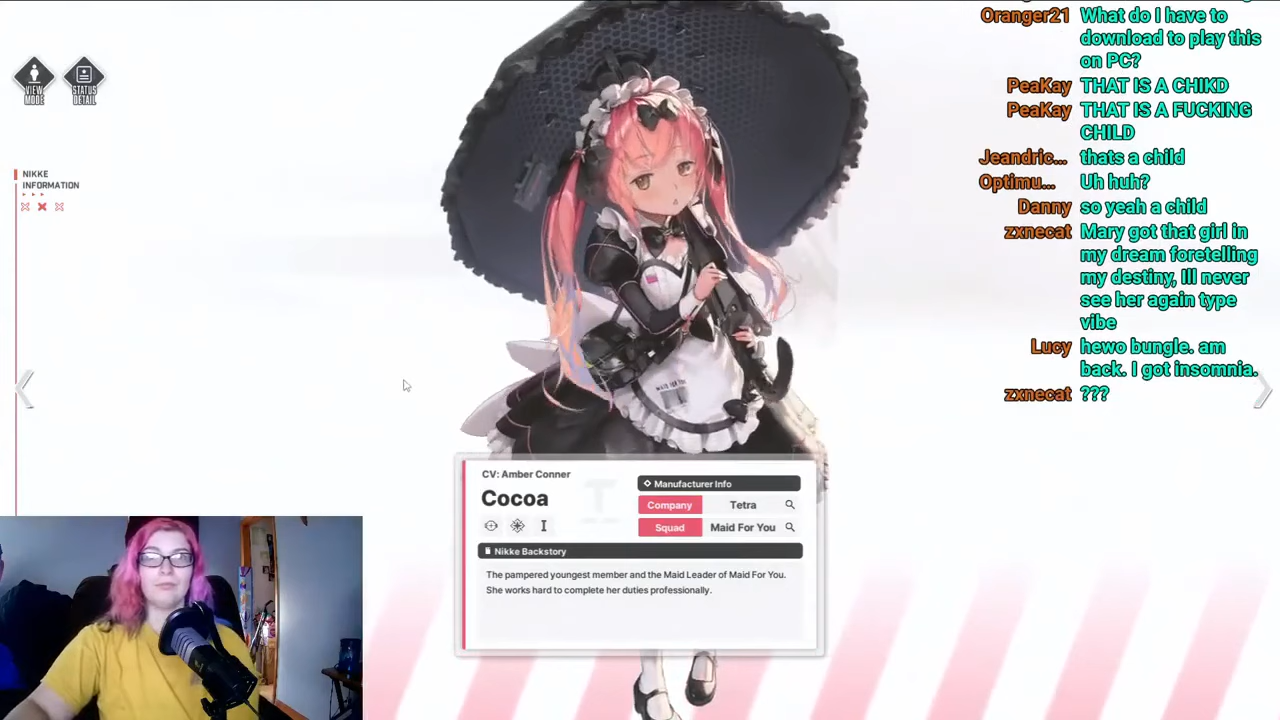 Oranger21 What do I have to
download to play this
on PC?
PeaKay THAT IS A CHIKD
PeaKay THAT IS A FUCKING
CHILD
Jeandric... thats a child
Optimu... Uh huh?
Danny so yeah a child
zxnecat Mary got that girl in
my dream foretelling
my destiny, Ill never
see her again type
vibe
Lucy hewo bungle. am
back. I got insomnia.
zxnecat ???
VIEW
MODE
STATUS
DETAIL
NIKKE
INFORMATION
MAID FOR YOU
CV: Amber Conner
Cocoa
Manufacturer Info
Company Tetra
Squad Maid For You
Nikke Backstory
The pampered youngest member and the Maid Leader of Maid For You.
She works hard to complete her duties professionally.